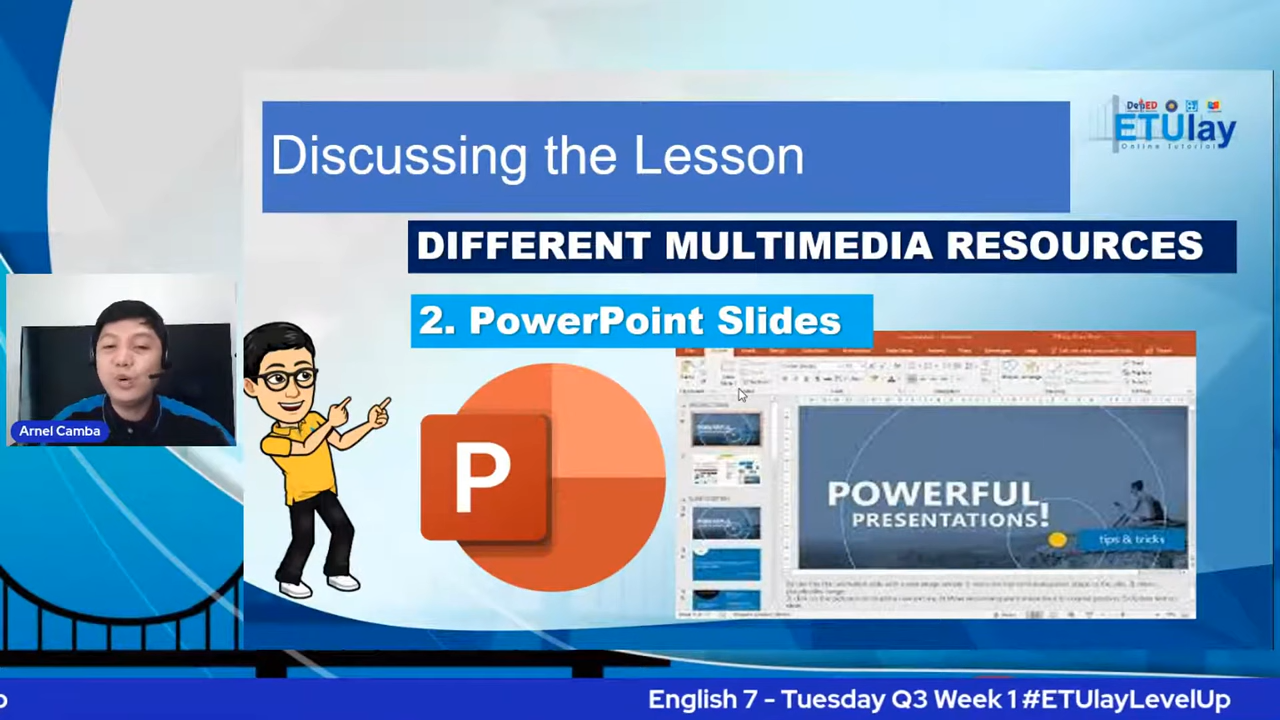 Discussing the Lesson
DepED
ETUlay
Online Tutorial
DIFFERENT MULTIMEDIA RESOURCES
2. PowerPoint Slides
P
POWERFUL
PRESENTATIONS!
tips & tricks
Arnel Camba
English 7 - Tuesday Q3 Week 1 #ETUlayLevelUp